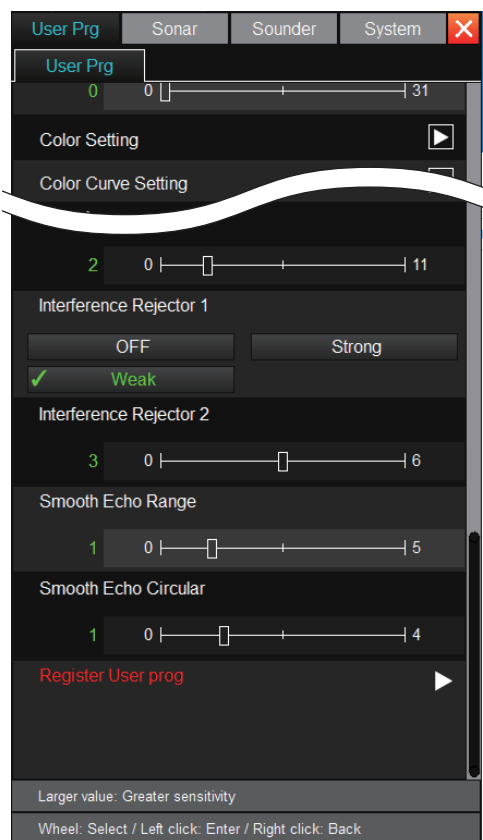 User Prg Sonar Sounder System
User Prg
0 0 31
Color Setting
Color Curve Setting
2 0 11
Interference Rejector 1
OFF Strong
✓ Weak
Interference Rejector 2
3 0 6
Smooth Echo Range
1 0 5
Smooth Echo Circular
1 0 4
Register User prog
Larger value: Greater sensitivity
Wheel: Select / Left click: Enter / Right click: Back